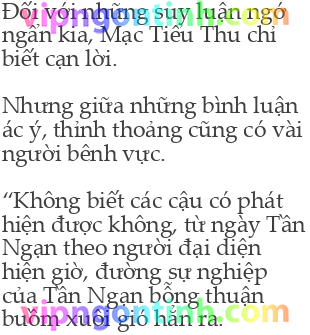 Đối với những suy luận ngớ
vipngontinh.com
ngẩn kia, Mạc Tiểu Thu chỉ
biết cạn lời.
Nhưng giữa những bình luận
ác ý, thỉnh thoảng cũng có vài
người bênh vực.
“Không biết các cậu có phát
hiện được không, từ ngày Tần
Ngạn theo người đại diện
hiện giờ, đường sự nghiệp
của Tần Ngạn bỗng thuận
buồm xuôi gió hẳn ra.
vipngontinh.com